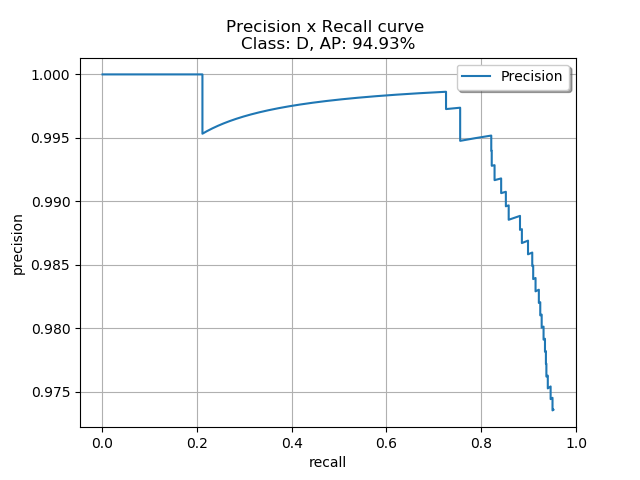 Precision x Recall curve
Class: D, AP: 94.93%
Precision
1.000
0.995
0.990
0.985
0.980
0.975
precision
0.0 0.2 0.4 0.6 0.8 1.0
recall